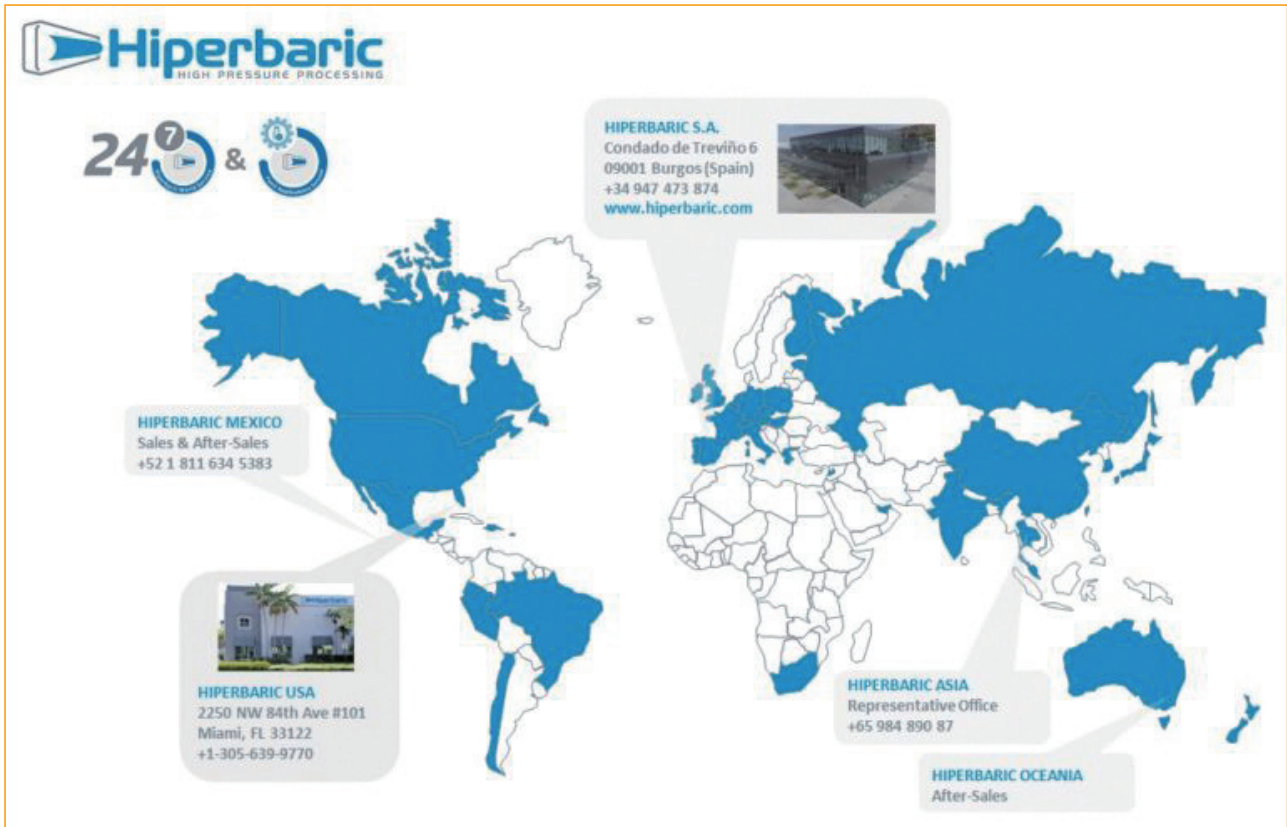 Hiperbaric
HIGH PRESSURE PROCESSING
24
7
&
HIPERBARIC S.A.
Condado de Treviño 6
09001 Burgos (Spain)
+34 947 473 874
www.hiperbaric.com
HIPERBARIC MEXICO
Sales & After-Sales
+52 1 811 634 5383
Hiperbaric
HIPERBARIC USA
2250 NW 84th Ave #101
Miami, FL 33122
+1-305-639-9770
HIPERBARIC ASIA
Representative Office
+65 984 890 87
HIPERBARIC OCEANIA
After-Sales